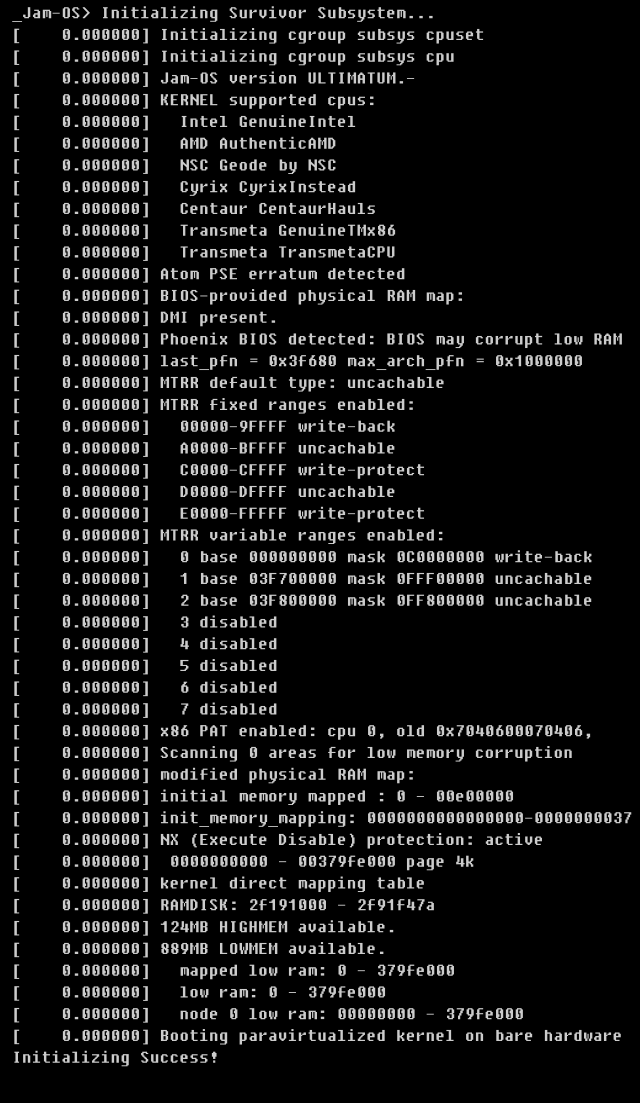 _Jam-OS> Initializing Survivor Subsystem...
[    0.000000] Initializing cgroup subsys cpuset
[    0.000000] Initializing cgroup subsys cpu
[    0.000000] Jam-OS version ULTIMATUM.-
[    0.000000] KERNEL supported cpus:
[    0.000000]   Intel GenuineIntel
[    0.000000]   AMD AuthenticAMD
[    0.000000]   NSC Geode by NSC
[    0.000000]   Cyrix CyrixInstead
[    0.000000]   Centaur CentaurHauls
[    0.000000]   Transmeta GenuineTMx86
[    0.000000]   Transmeta TransmetaCPU
[    0.000000] Atom PSE erratum detected
[    0.000000] BIOS-provided physical RAM map:
[    0.000000] DMI present.
[    0.000000] Phoenix BIOS detected: BIOS may corrupt low RAM
[    0.000000] last_pfn = 0x3f680 max_arch_pfn = 0x1000000
[    0.000000] MTRR default type: uncachable
[    0.000000] MTRR fixed ranges enabled:
[    0.000000]   00000-9FFFF write-back
[    0.000000]   A0000-BFFFF uncachable
[    0.000000]   C0000-CFFFF write-protect
[    0.000000]   D0000-DFFFF uncachable
[    0.000000]   E0000-FFFFF write-protect
[    0.000000] MTRR variable ranges enabled:
[    0.000000]   0 base 000000000 mask 0C0000000 write-back
[    0.000000]   1 base 03F700000 mask 0FFF00000 uncachable
[    0.000000]   2 base 03F800000 mask 0FF800000 uncachable
[    0.000000]   3 disabled
[    0.000000]   4 disabled
[    0.000000]   5 disabled
[    0.000000]   6 disabled
[    0.000000]   7 disabled
[    0.000000] x86 PAT enabled: cpu 0, old 0x7040600070406,
[    0.000000] Scanning 0 areas for low memory corruption
[    0.000000] modified physical RAM map:
[    0.000000] initial memory mapped : 0 - 00e00000
[    0.000000] init_memory_mapping: 0000000000000000-0000000037
[    0.000000] NX (Execute Disable) protection: active
[    0.000000]  0000000000 - 00379fe000 page 4k
[    0.000000] kernel direct mapping table
[    0.000000] RAMDISK: 2f191000 - 2f91f47a
[    0.000000] 124MB HIGHMEM available.
[    0.000000] 889MB LOWMEM available.
[    0.000000]   mapped low ram: 0 - 379fe000
[    0.000000]   low ram: 0 - 379fe000
[    0.000000]   node 0 low ram: 00000000 - 379fe000
[    0.000000] Booting paravirtualized kernel on bare hardware
Initializing Success!